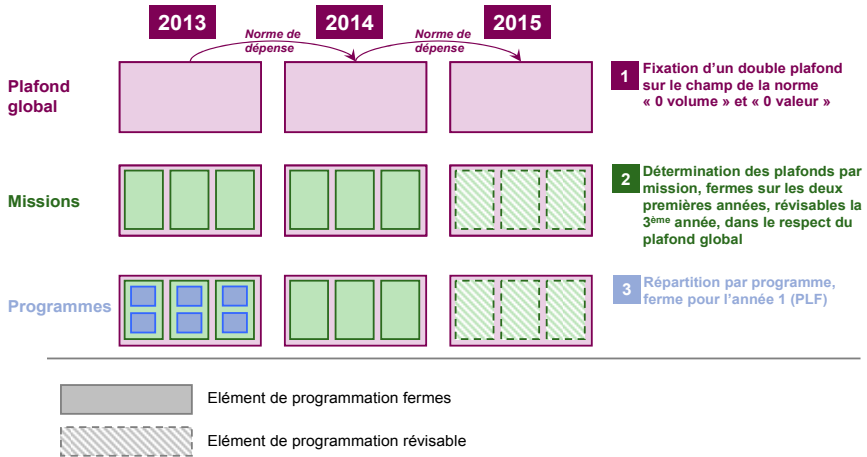 2013
2014
2015
Norme de
dépense
Norme de
dépense
Plafond
global
1
Fixation d’un double plafond
sur le champ de la norme
« 0 volume » et « 0 valeur »
Missions
2
Détermination des plafonds par
mission, fermes sur les deux
premières années, révisables la
3ème année, dans le respect du
plafond global
Programmes
3
Répartition par programme,
ferme pour l’année 1 (PLF)
Elément de programmation fermes
Elément de programmation révisable